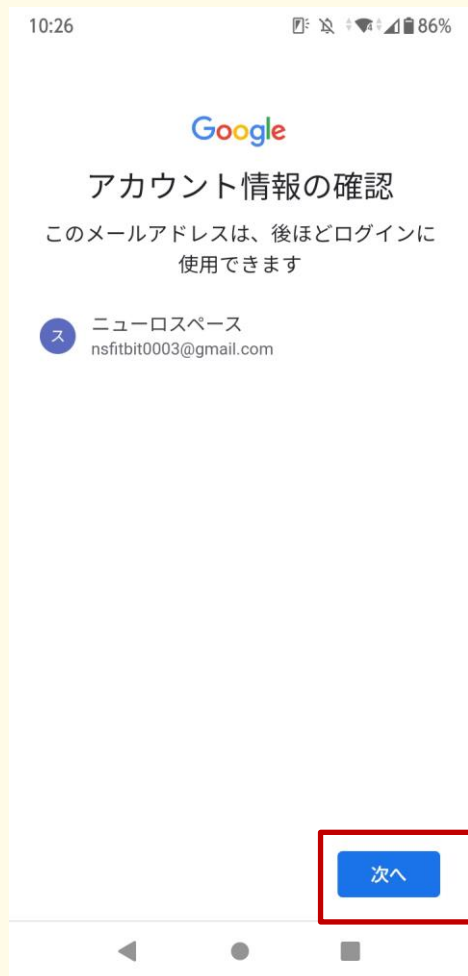 10:26 86%
Google
アカウント情報の確認
このメールアドレスは、後ほどログインに
使用できます
ス ニューロスペース
nsfitbit0003@gmail.com
次へ